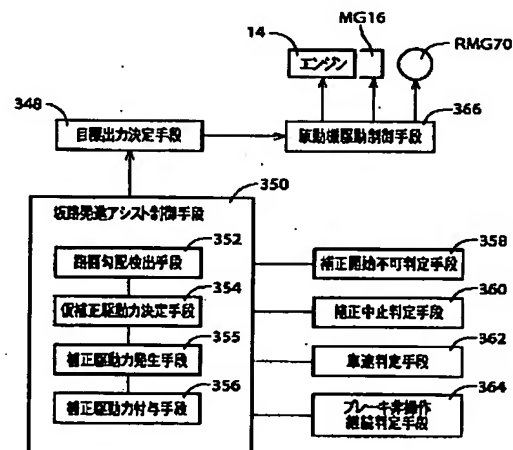 MG16
14
エンジン
RMG70
348
目標出力決定手段
366
原動機駆動制御手段
350
坂路発進アシスト制御手段
352
路面勾配検出手段
354
仮補正駆動力決定手段
355
補正駆動力発生手段
356
補正駆動力付与手段
358
補正開始不可判定手段
360
補正中止判定手段
362
車速判定手段
364
ブレーキ非操作
継続判定手段